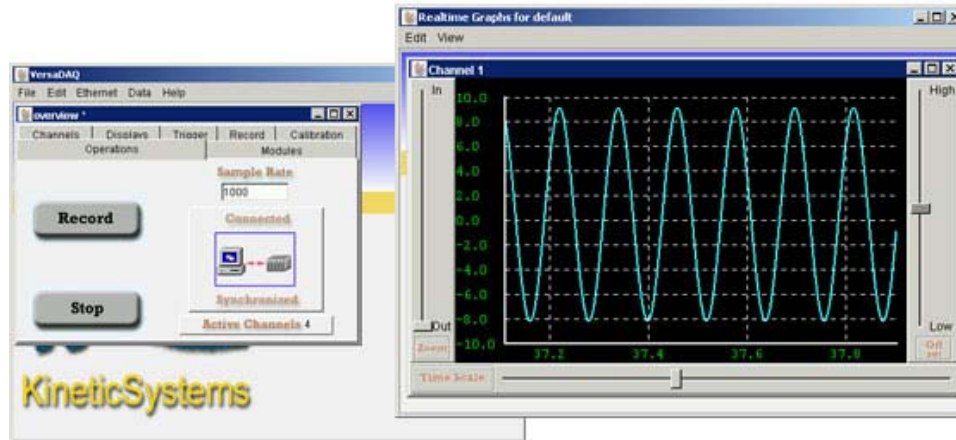 VersaDAQ
File Edit Ethernet Data Help
overview *
Channels Displays Trigger Record Calibration
Operations Modules
Sample Rate
1000
Record
Connected
Synchronized
Stop
Active Channels 4
KineticSystems
Realtime Graphs for default
Edit View
Channel 1
In
High
10.0
8.0
6.0
4.0
2.0
0.0
-2.0
-4.0
-6.0
-8.0
-10.0
Out
Low
Zoom
37.2 37.4 37.6 37.8
Off set
Time Scale